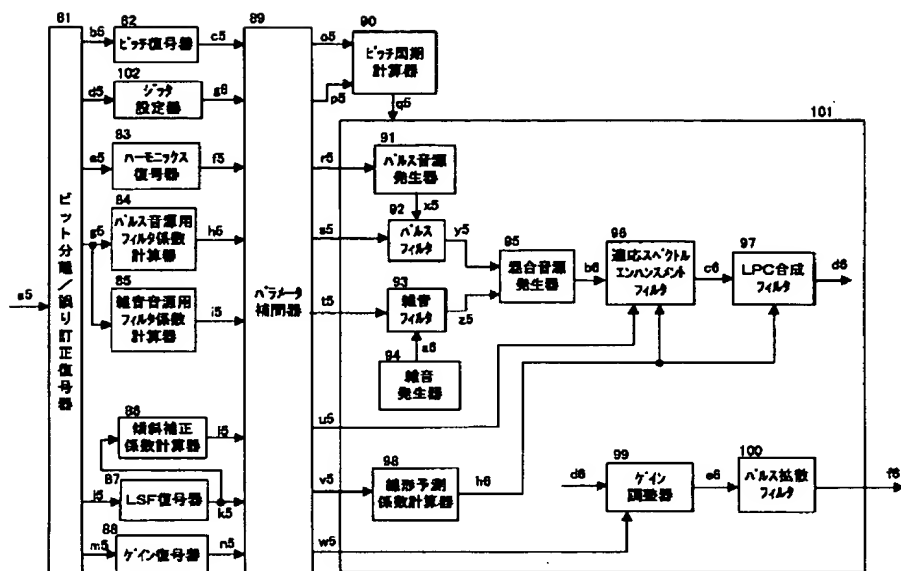 81
ビット分離/誤り訂正復号器
a5
b6
82
ピッチ復号器
c5
d5
102
ジッタ
設定器
g6
e5
83
ハーモニックス
復号器
f5
g5
84
パルス音源用
フィルタ係数
計算器
h5
85
雑音音源用
フィルタ係数
計算器
i5
86
傾斜補正
係数計算器
j5
l5
87
LSF復号器
k5
m5
88
ゲイン復号器
n5
89
パラメータ
補間器
o5
p5
90
ピッチ周期
計算器
q6
101
r6
91
パルス音源
発生器
x5
s5
92
パルス
フィルタ
y5
t5
93
雑音
フィルタ
z5
a6
94
雑音
発生器
95
混合音源
発生器
b6
96
適応スペクトル
エンハンスメント
フィルタ
c6
97
LPC合成
フィルタ
d6
u5
v5
98
線形予測
係数計算器
h6
w5
d6
99
ゲイン
調整器
e6
100
パルス拡散
フィルタ
f6